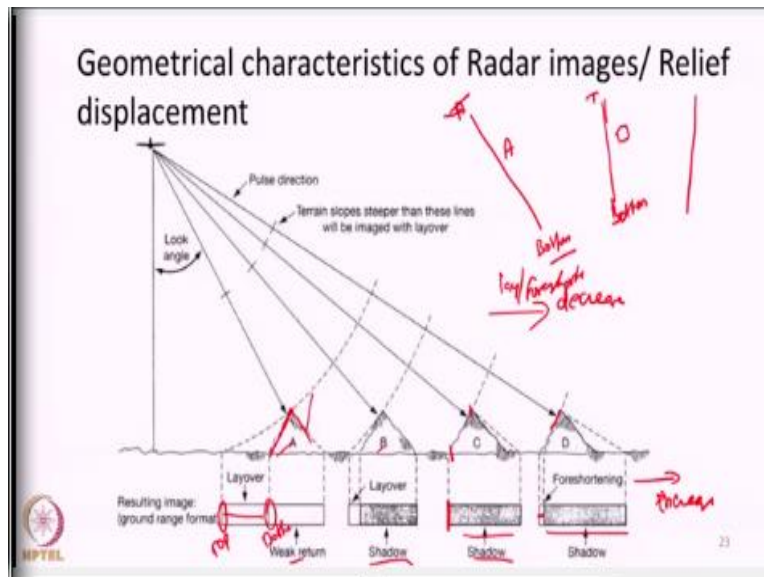 Geometrical characteristics of Radar images/ Relief
displacement
A
T
D
Bottom
Bottom
lay/Foreshorte
decrease
Pulse direction
Terrain slopes steeper than these lines
will be imaged with layover
Look
angle
A
B
C
D
Layover
Layover
Foreshortening
Increase
Resulting image:
(ground range format
Weak return
Shadow
Shadow
Shadow
NPTEL
23